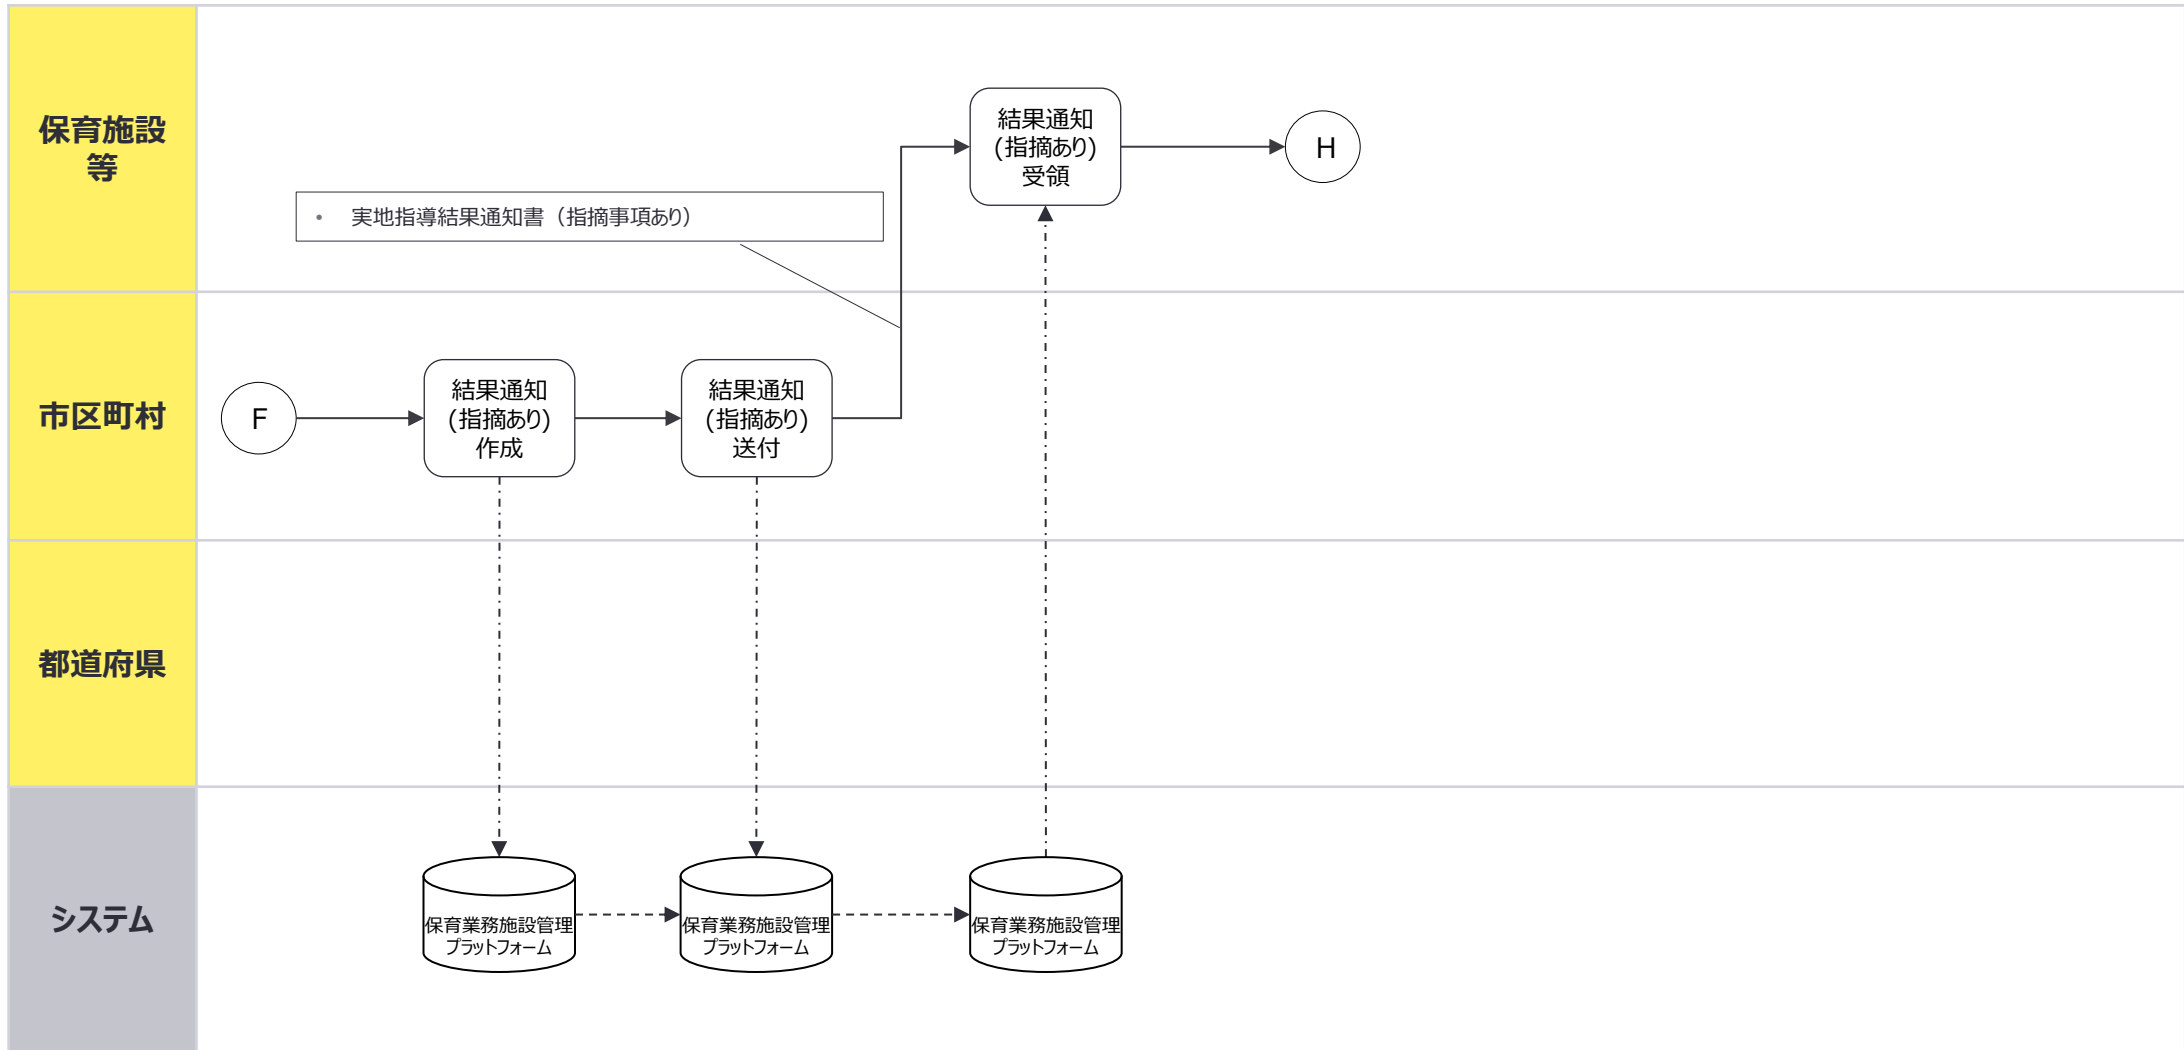 保育施設
等
結果通知
(指摘あり)
受領
H
• 実地指導結果通知書（指摘事項あり）
市区町村
F
結果通知
(指摘あり)
作成
結果通知
(指摘あり)
送付
都道府県
システム
保育業務施設管理
プラットフォーム
保育業務施設管理
プラットフォーム
保育業務施設管理
プラットフォーム